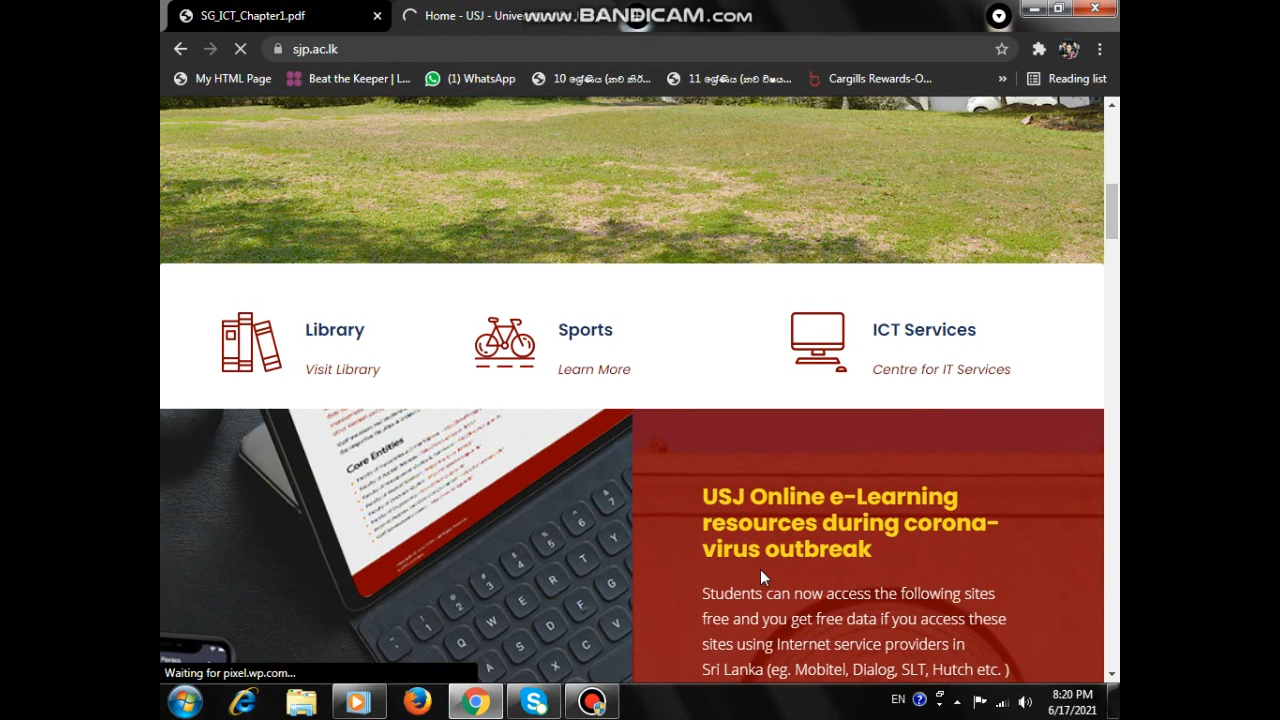 SG_ICT_Chapter1.pdf
Home - USJ - Unive
www.BANDICAM.com
sjp.ac.lk
My HTML Page
Beat the Keeper | L...
(1) WhatsApp
10 ශ්‍රේණිය
11 ශ්‍රේණිය
Cargills Rewards-O...
»
Reading list
Library
Visit Library
Sports
Learn More
ICT Services
Centre for IT Services
Core Entities
USJ Online e-Learning
resources during corona-
virus outbreak
Students can now access the following sites
free and you get free data if you access these
sites using Internet service providers in
Sri Lanka (eg. Mobitel, Dialog, SLT, Hutch etc. )
Waiting for pixel.wp.com...
EN
8:20 PM
6/17/2021